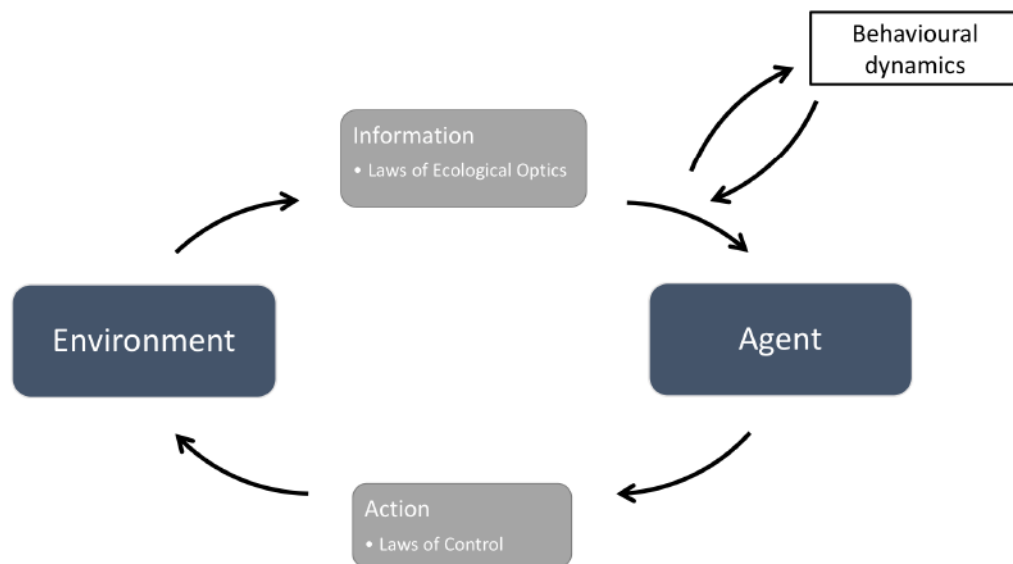 Behavioural
dynamics
Information
• Laws of Ecological Optics
Environment
Agent
Action
• Laws of Control